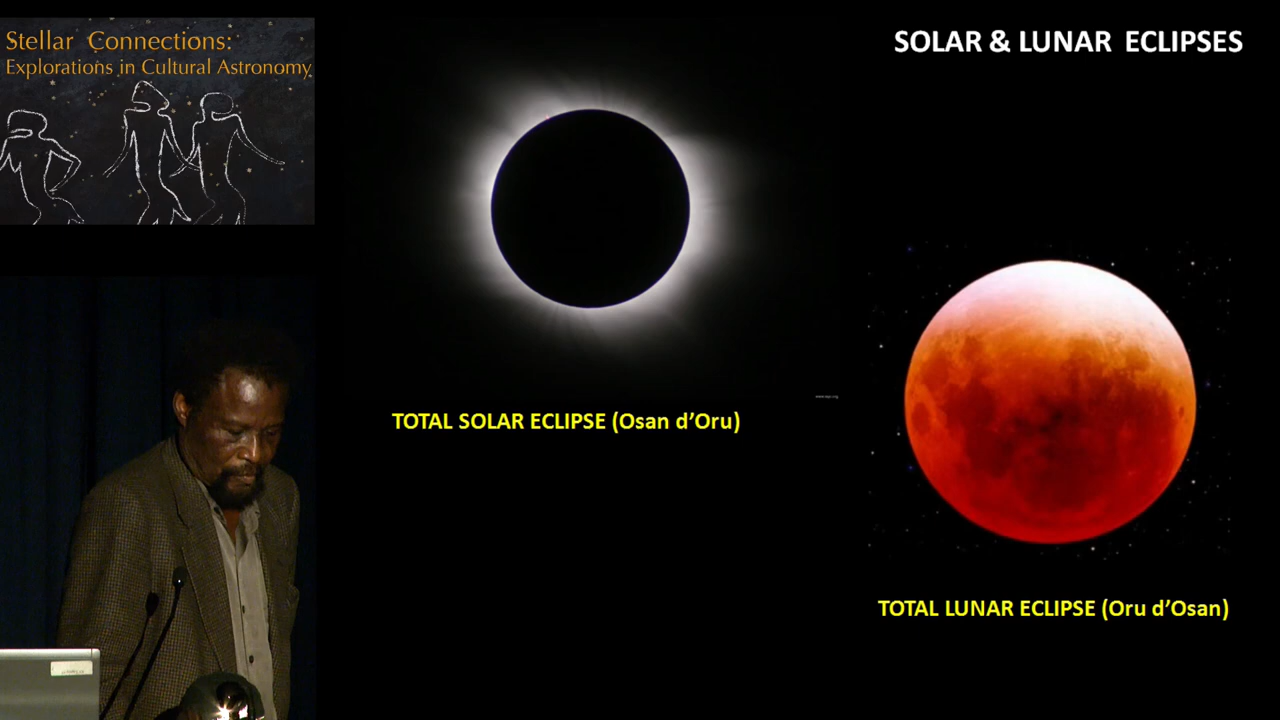 Stellar Connections:
Explorations in Cultural Astronomy
SOLAR & LUNAR ECLIPSES
TOTAL SOLAR ECLIPSE (Osan d’Oru)
TOTAL LUNAR ECLIPSE (Oru d’Osan)